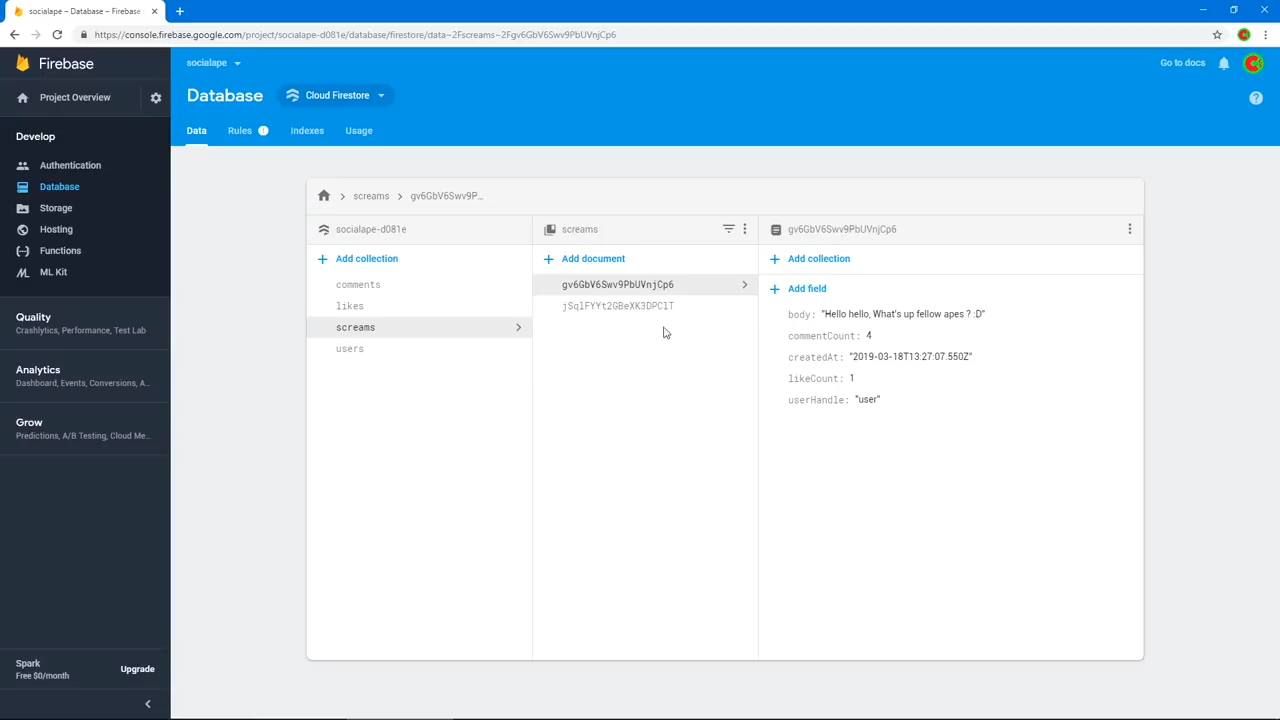 socialape – Database – Firebase
https://console.firebase.google.com/project/socialape-d081e/database/firestore/data~2Fscreams~2Fgv6GbV6Swv9PbUVnjCp6
Firebase
socialape
Go to docs
Project Overview
Database
Cloud Firestore
Data
Rules
Indexes
Usage
Develop
Authentication
Database
Storage
Hosting
Functions
ML Kit
Quality
Crashlytics, Performance, Test Lab
Analytics
Dashboard, Events, Conversions, A...
Grow
Predictions, A/B Testing, Cloud Me...
Spark
Free $0/month
Upgrade
screams
gv6GbV6Swv9P...
socialape-d081e
screams
gv6GbV6Swv9PbUVnjCp6
Add collection
Add document
Add collection
comments
likes
screams
users
gv6GbV6Swv9PbUVnjCp6
jSqlFYYt2GBeXK3DPClT
Add field
body: "Hello hello, What's up fellow apes ? :D"
commentCount: 4
createdAt: "2019-03-18T13:27:07.550Z"
likeCount: 1
userHandle: "user"